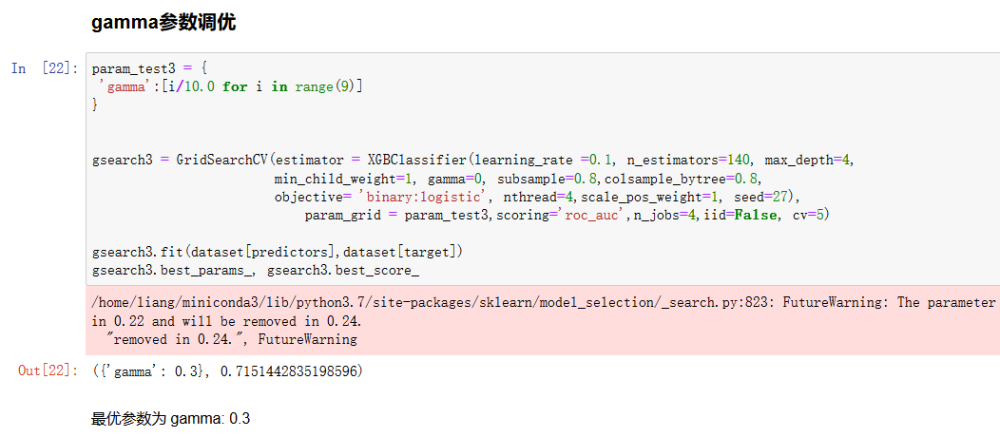 gamma参数调优
In [22]: param_test3 = {
'gamma':[i/10.0 for i in range(9)]
}
gsearch3 = GridSearchCV(estimator = XGBClassifier(learning_rate =0.1, n_estimators=140, max_depth=4,
min_child_weight=1, gamma=0, subsample=0.8,colsample_bytree=0.8,
objective= 'binary:logistic', nthread=4,scale_pos_weight=1, seed=27),
param_grid = param_test3,scoring='roc_auc',n_jobs=4,iid=False, cv=5)
gsearch3.fit(dataset[predictors],dataset[target])
gsearch3.best_params_, gsearch3.best_score_
/home/liang/miniconda3/lib/python3.7/site-packages/sklearn/model_selection/_search.py:823: FutureWarning: The parameter
in 0.22 and will be removed in 0.24.
"removed in 0.24.", FutureWarning
Out[22]: ({'gamma': 0.3}, 0.7151442835198596)
最优参数为 gamma: 0.3